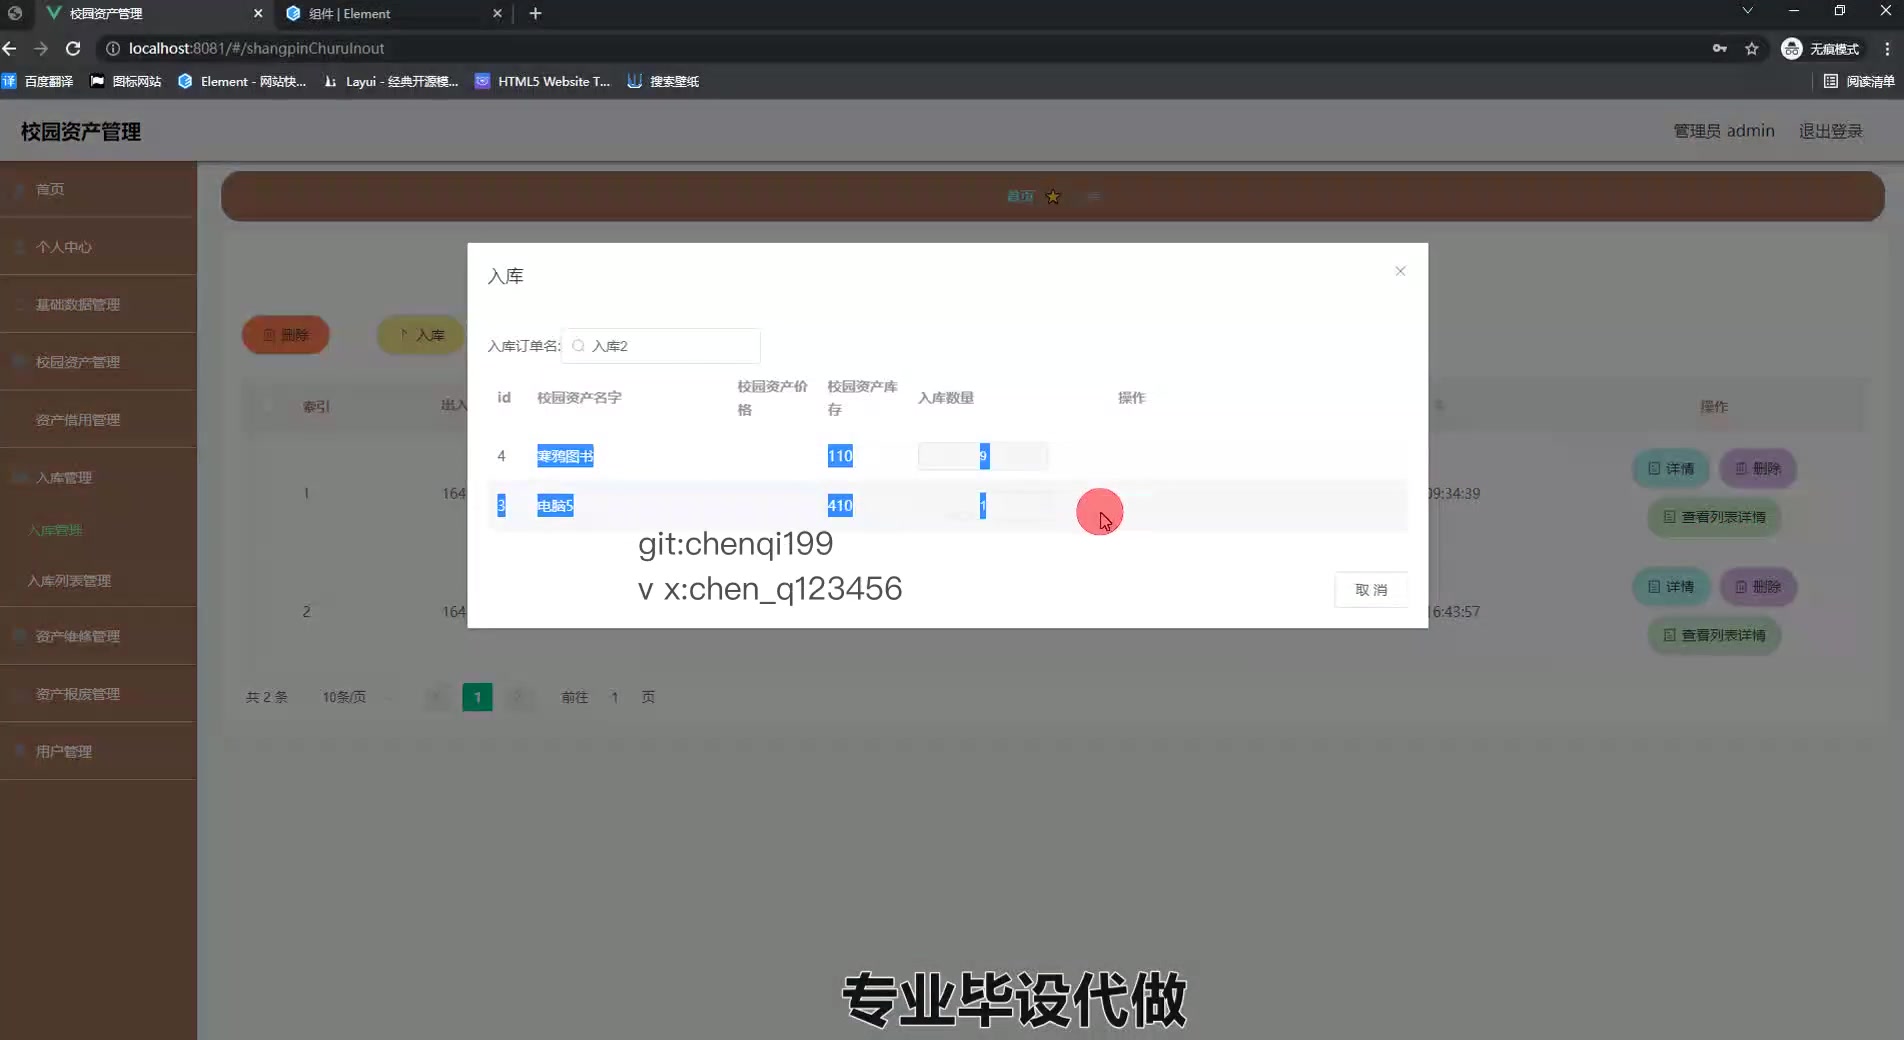 校园资产管理
组件 | Element
localhost:8081/#/shangpinChuruInout
无痕模式
百度翻译
图标网站
Element - 网站快...
Layui - 经典开源模...
HTML5 Website T...
搜索壁纸
阅读清单
校园资产管理
管理员 admin
退出登录
首页
个人中心
基础数据管理
校园资产管理
资产借用管理
入库管理
入库管理
入库列表管理
资产维修管理
资产报废管理
用户管理
首页
删除
入库
索引
出入
操作
1
164
09:34:39
详情
删除
查看列表详情
2
164
16:43:57
详情
删除
查看列表详情
共 2 条
10条/页
1
前往
1
页
入库
入库订单名:
入库2
id
校园资产名字
校园资产价格
校园资产库存
入库数量
操作
4
寒鸦图书
110
9
3
电脑5
410
1
git:chenqi199
v x:chen_q123456
取 消
专业毕设代做